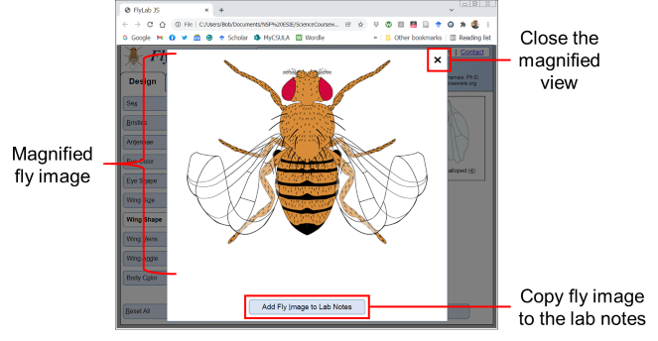 FlyLab JS
File | C:/Users/Bob/Documents/NSF%20ESIE/ScienceCoursew...
Gmail
Scholar
MyCSULA
Wordle
»
Other bookmarks
Reading list
Contact
Close the
magnified
view
Design
Sex
Bristles
Antennae
Eye Color
Eye Shape
Wing Size
Wing Shape
Wing Veins
Wing Angle
Body Color
Reset All
Magnified
fly image
Add Fly Image to Lab Notes
Copy fly image
to the lab notes